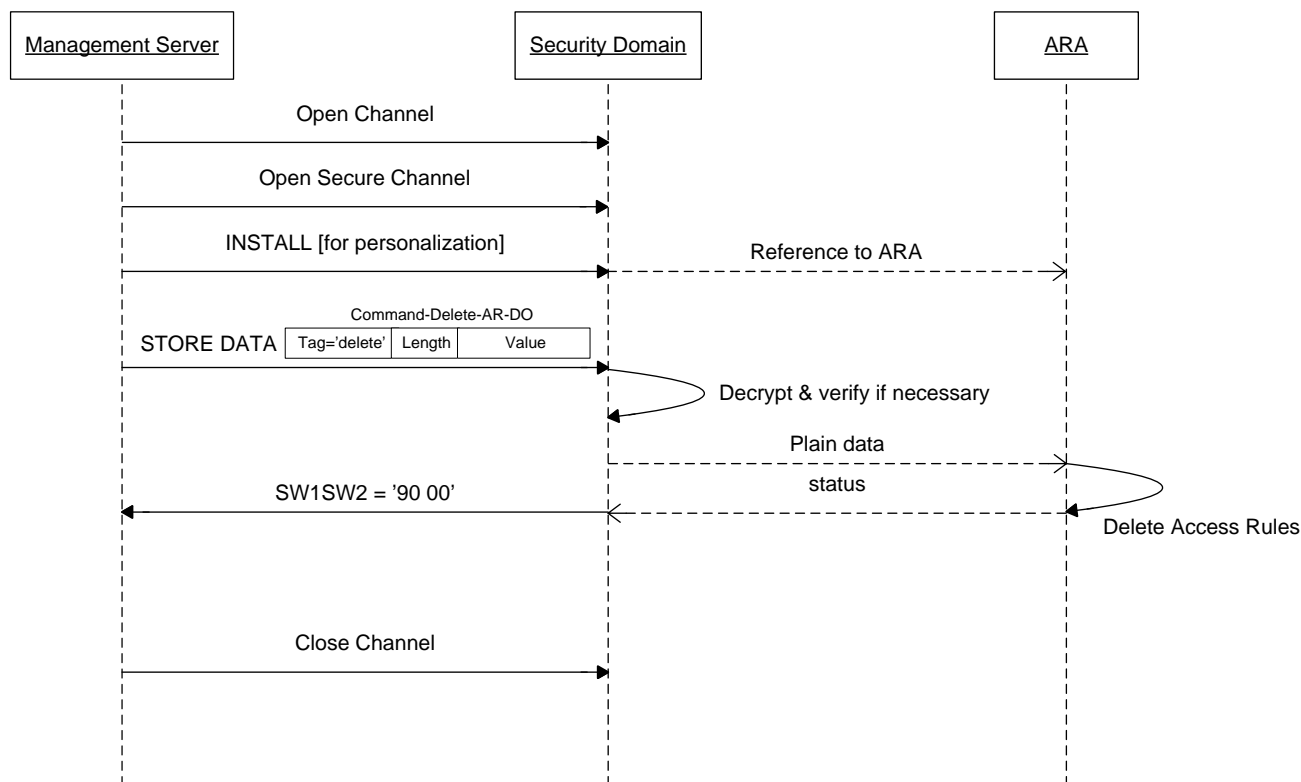 Management Server
Security Domain
ARA
Open Channel
Open Secure Channel
INSTALL [for personalization]
Reference to ARA
Command-Delete-AR-DO
STORE DATA Tag='delete' Length Value
Decrypt & verify if necessary
Plain data
status
SW1SW2 = '90 00'
Delete Access Rules
Close Channel